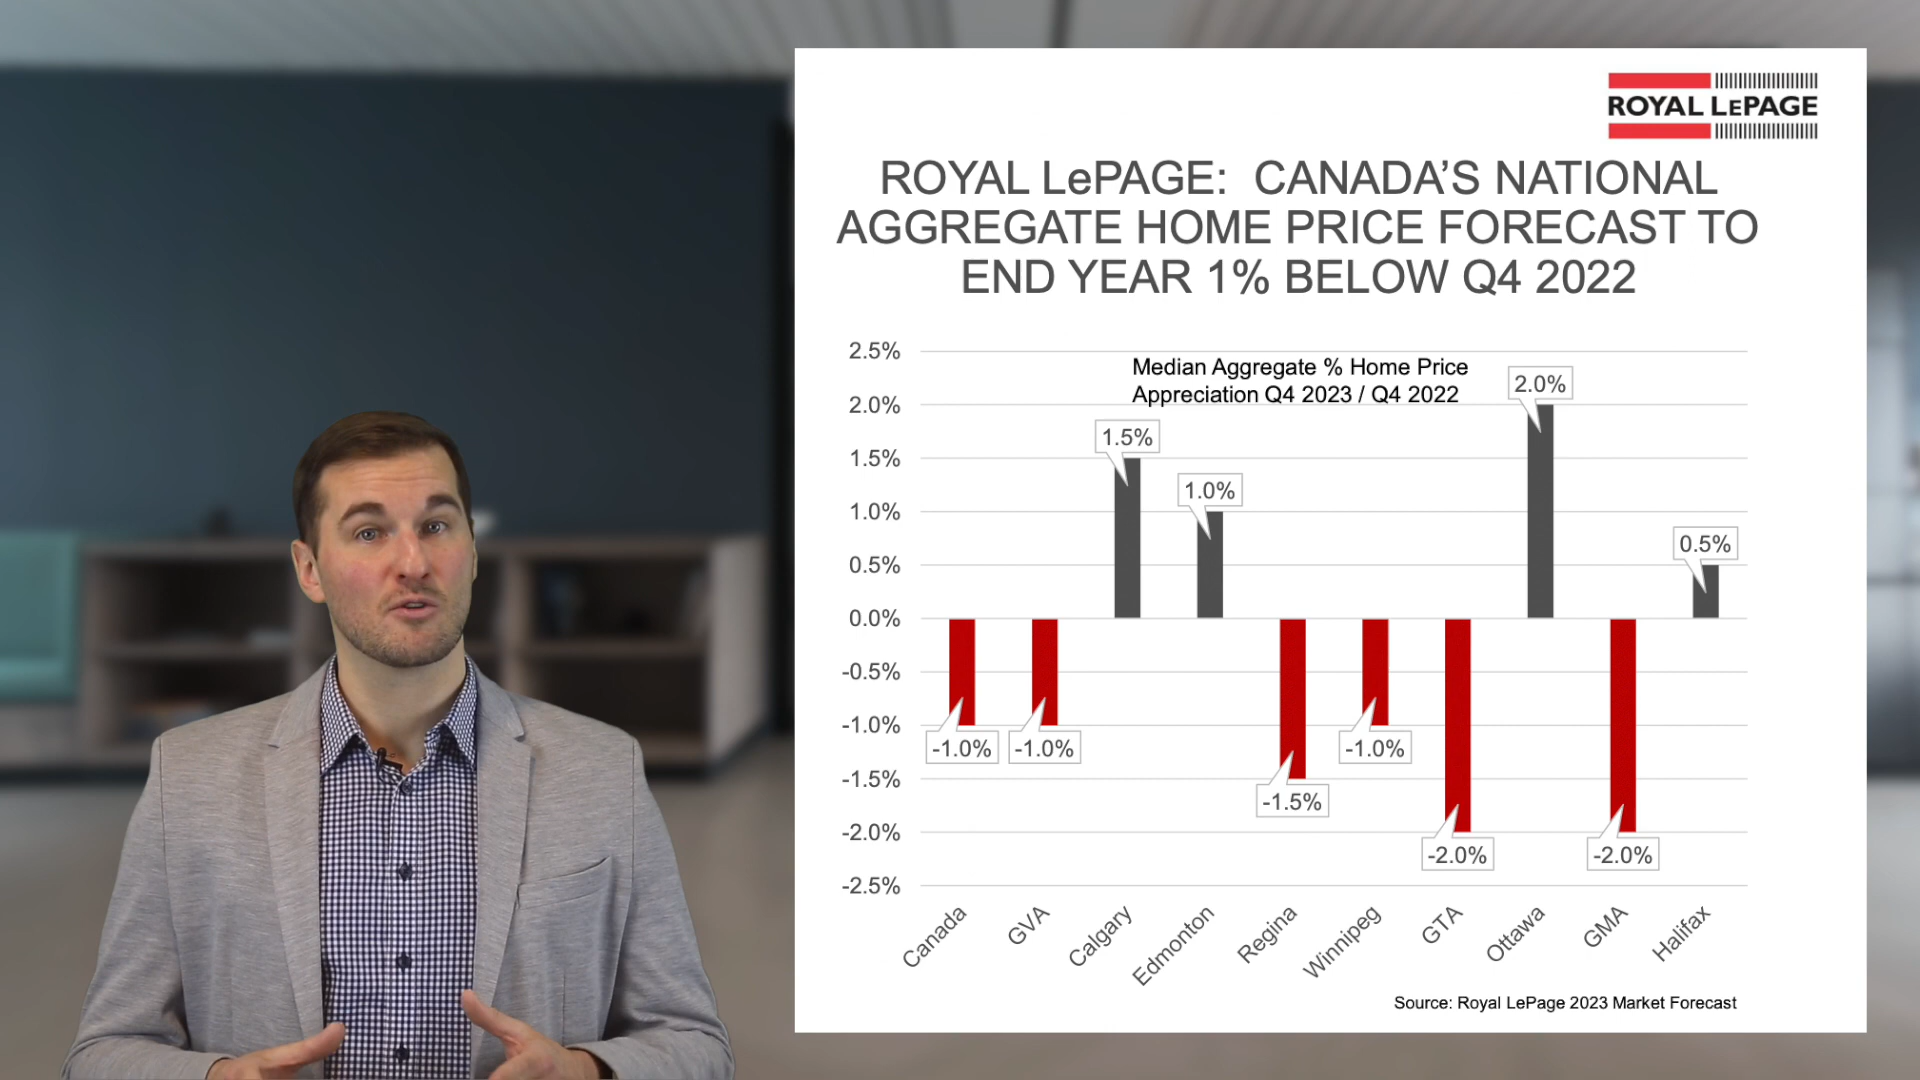 ROYAL LePAGE
ROYAL LePAGE: CANADA’S NATIONAL
AGGREGATE HOME PRICE FORECAST TO
END YEAR 1% BELOW Q4 2022
Median Aggregate % Home Price
Appreciation Q4 2023 / Q4 2022
2.5%
2.0%
1.5%
1.0%
0.5%
0.0%
-0.5%
-1.0%
-1.5%
-2.0%
-2.5%
-1.0%
-1.0%
1.5%
1.0%
-1.5%
-1.0%
-2.0%
2.0%
-2.0%
0.5%
Canada
GVA
Calgary
Edmonton
Regina
Winnipeg
GTA
Ottawa
GMA
Halifax
Source: Royal LePage 2023 Market Forecast